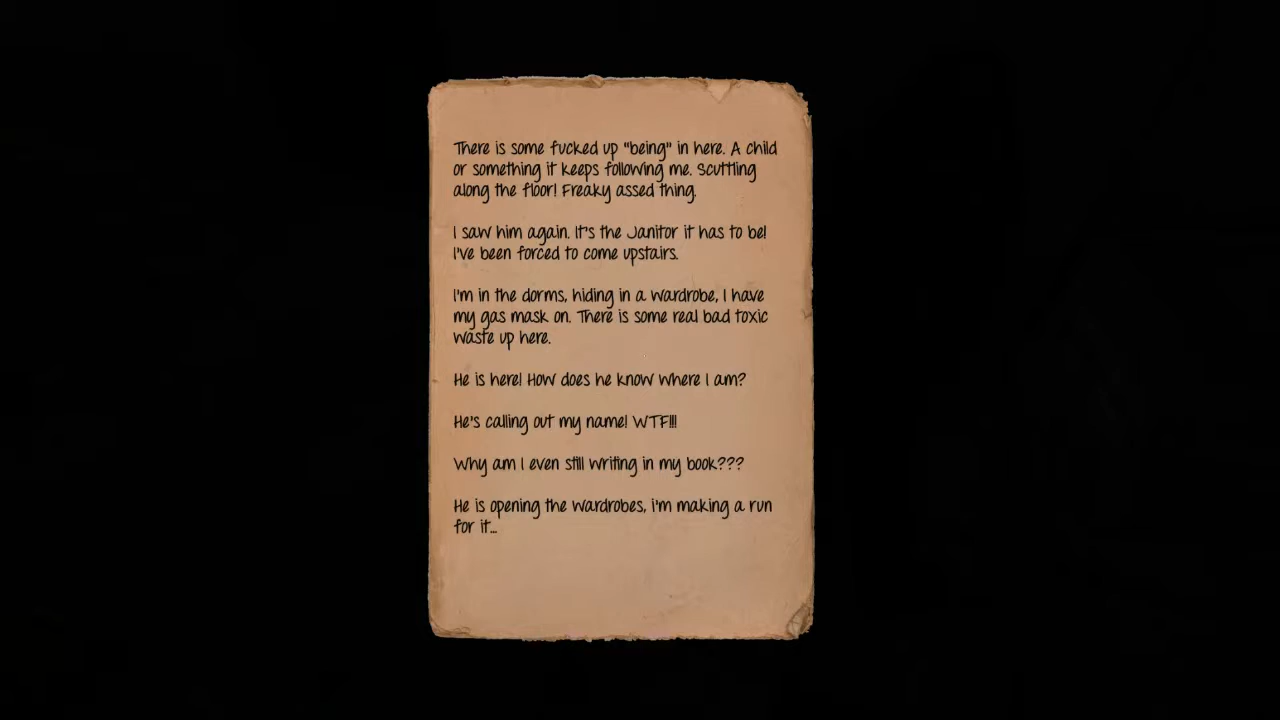 There is some fucked up "being" in here. A child
or something it keeps following me. Scuttling
along the floor! Freaky assed thing.
I saw him again. It's the Janitor it has to be!
I've been forced to come upstairs.
I'm in the dorms, hiding in a wardrobe, I have
my gas mask on. There is some real bad toxic
waste up here.
He is here! How does he know where I am?
He's calling out my name! WTF!!!
Why am I even still writing in my book???
He is opening the wardrobes, i'm making a run
for it...